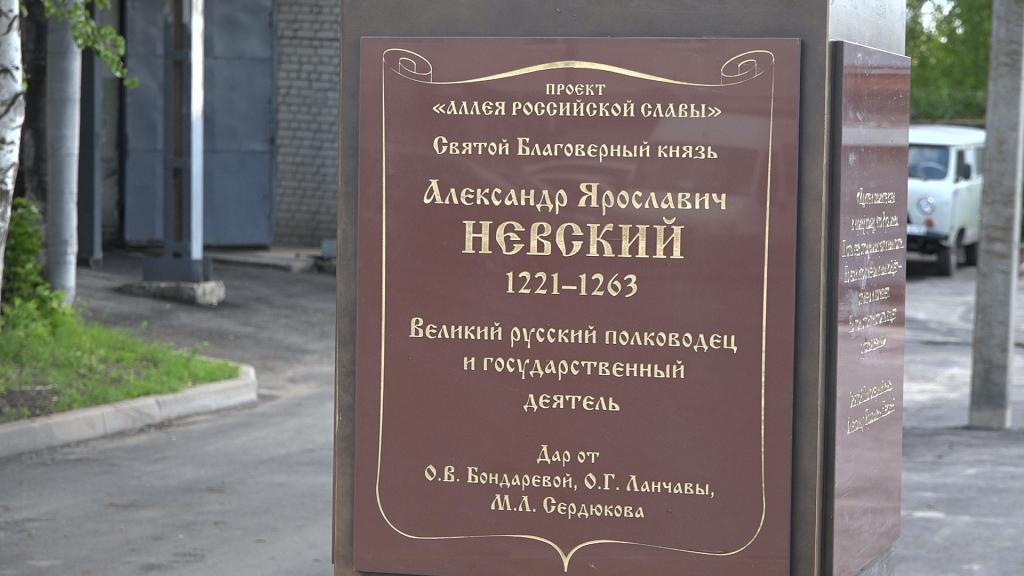 ПРОЕКТ
«АЛЛЕЯ РОССИЙСКОЙ СЛАВЫ»
Святой Благоверный князь
Александр Ярославич
НЕВСКИЙ
1221–1263
Великий русский полководец
и государственный
деятель
Дар от
О.В. Бондаревой, О.Г. Ланчавы,
М.Л. Сердюкова